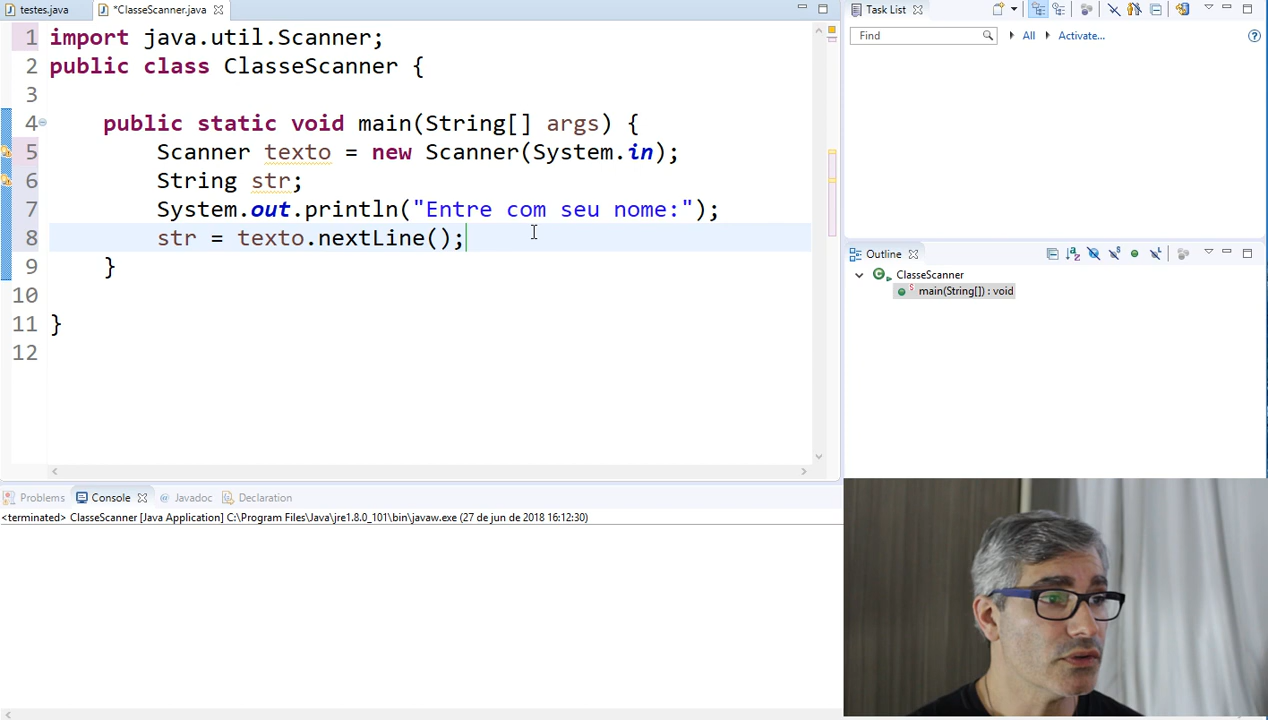 testes.java *ClasseScanner.java
1 import java.util.Scanner;
2 public class ClasseScanner {
3
4 public static void main(String[] args) {
5 Scanner texto = new Scanner(System.in);
6 String str;
7 System.out.println("Entre com seu nome:");
8 str = texto.nextLine();
9 }
10
11 }
12
Task List
Find All Activate...
Outline
ClasseScanner
main(String[]) : void
Problems Console Javadoc Declaration
<terminated> ClasseScanner [Java Application] C:\Program Files\Java\jre1.8.0_101\bin\javaw.exe (27 de jun de 2018 16:12:30)